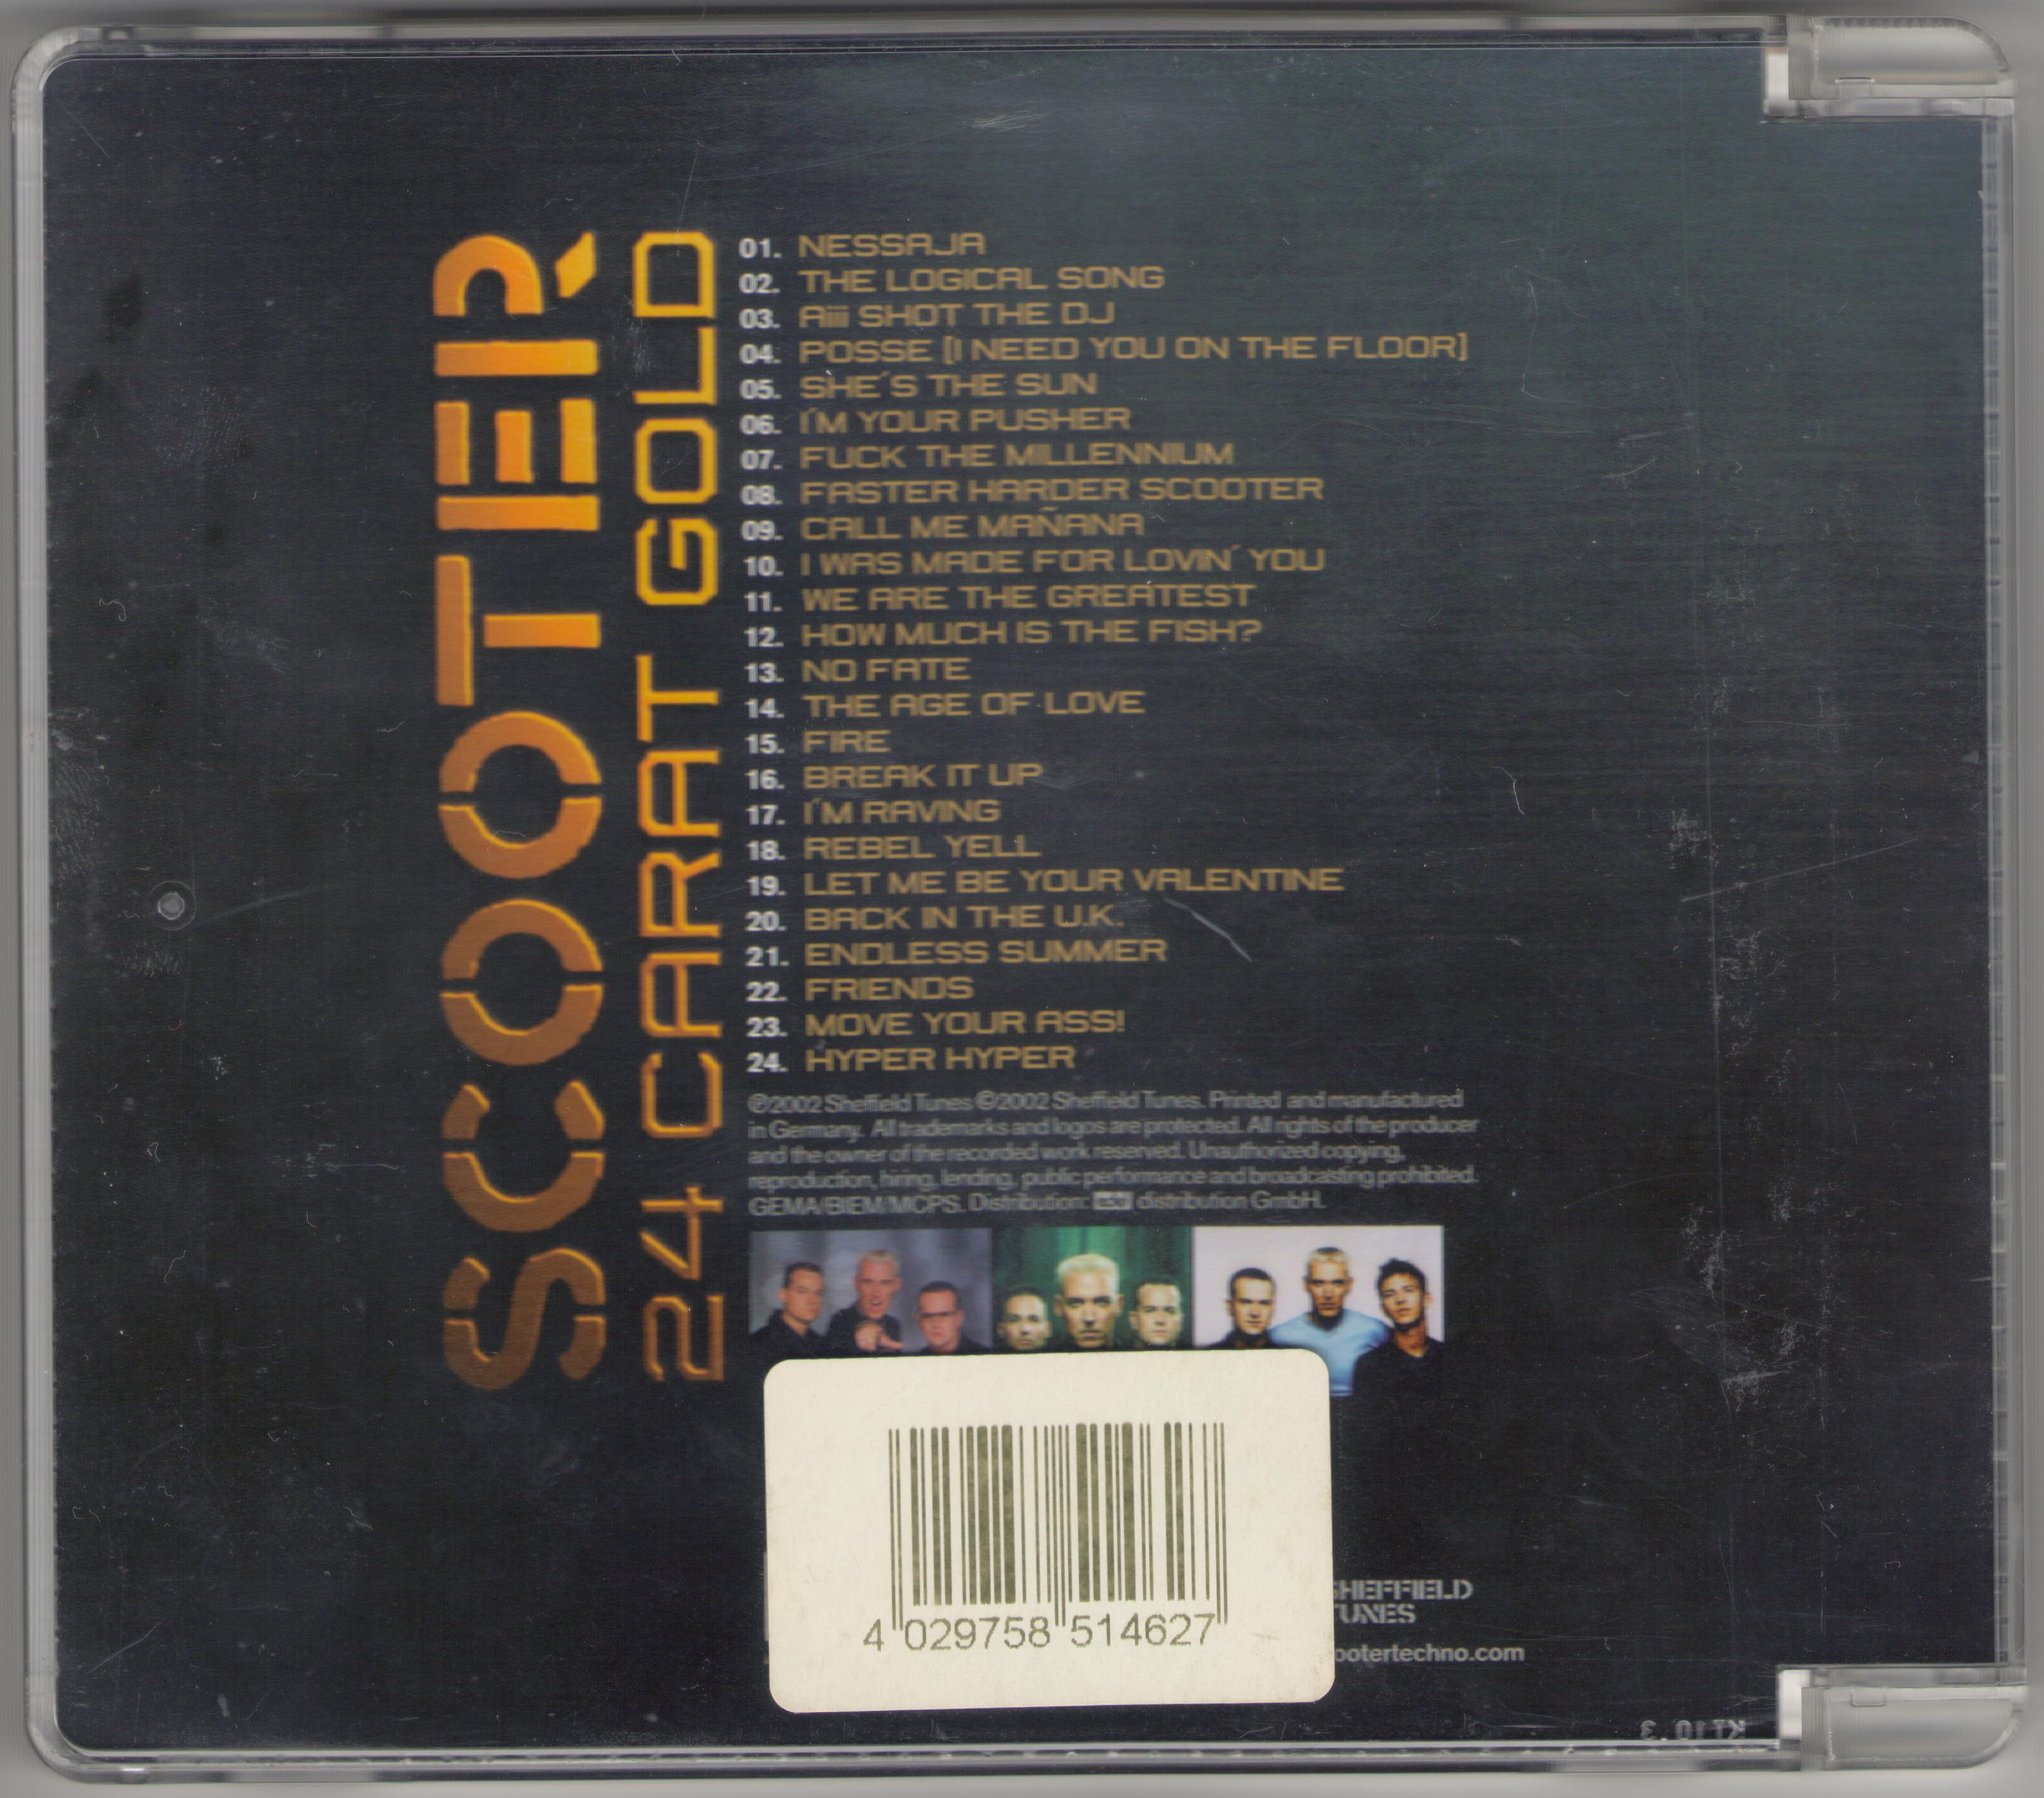 SCOOTER
24 CARAT GOLD
01. NESSAJA
02. THE LOGICAL SONG
03. Aiii SHOT THE DJ
04. POSSE [I NEED YOU ON THE FLOOR]
05. SHE´S THE SUN
06. I´M YOUR PUSHER
07. FUCK THE MILLENNIUM
08. FASTER HARDER SCOOTER
09. CALL ME MAÑANA
10. I WAS MADE FOR LOVIN´ YOU
11. WE ARE THE GREATEST
12. HOW MUCH IS THE FISH?
13. NO FATE
14. THE AGE OF LOVE
15. FIRE
16. BREAK IT UP
17. I´M RAVING
18. REBEL YELL
19. LET ME BE YOUR VALENTINE
20. BACK IN THE U.K.
21. ENDLESS SUMMER
22. FRIENDS
23. MOVE YOUR ASS!
24. HYPER HYPER
℗2002 Sheffield Tunes ©2002 Sheffield Tunes. Printed and manufactured
in Germany. All trademarks and logos are protected. All rights of the producer
and the owner of the recorded work reserved. Unauthorized copying,
reproduction, hiring, lending, public performance and broadcasting prohibited.
GEMA/BIEM/MCPS. Distribution: distribution GmbH.
SHEFFIELD
TUNES
ootertechno.com
4 029758 514627